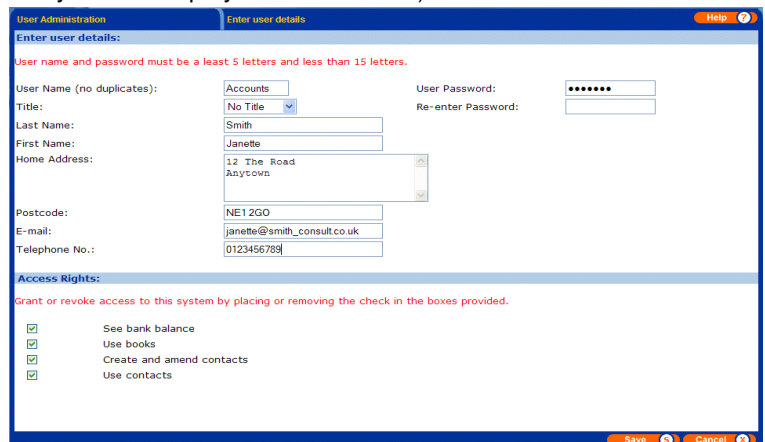 User Administration
Enter user details
Help ?
Enter user details:
User name and password must be a least 5 letters and less than 15 letters.
User Name (no duplicates): Accounts User Password: •••••••
Title: No Title Re-enter Password:
Last Name: Smith
First Name: Janette
Home Address: 12 The Road
Anytown
Postcode: NE1 2GO
E-mail: janette@smith_consult.co.uk
Telephone No.: 0123456789
Access Rights:
Grant or revoke access to this system by placing or removing the check in the boxes provided.
See bank balance
Use books
Create and amend contacts
Use contacts
Save S Cancel X